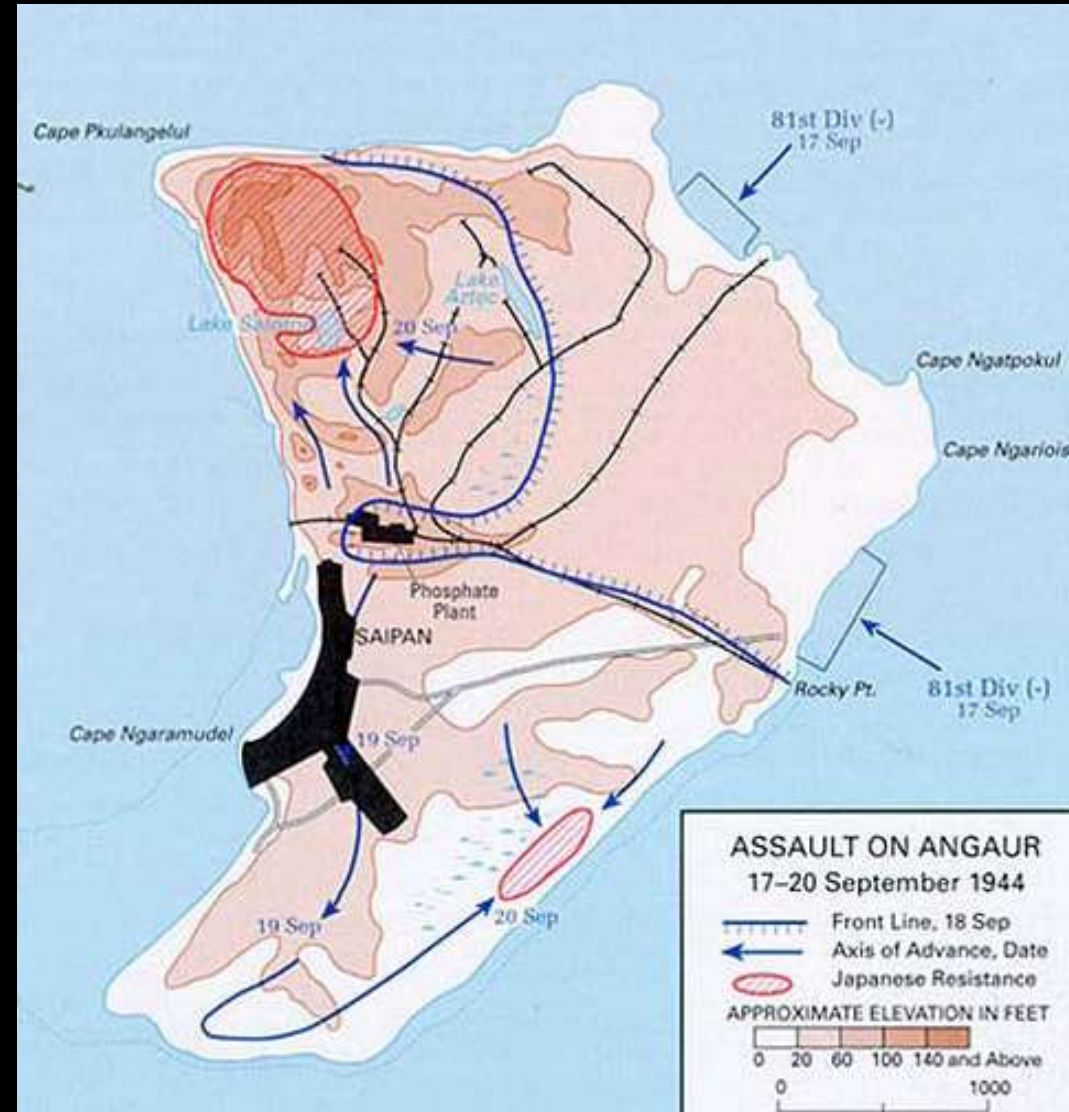 Cape Pkulangelul
81st Div (-)
17 Sep
Lake
Aztec
Lake Salome
20 Sep
Cape Ngatpokul
Cape Ngariois
Phosphate
Plant
SAIPAN
Rocky Pt.
81st Div (-)
17 Sep
Cape Ngaramudel
19 Sep
19 Sep
20 Sep
ASSAULT ON ANGAUR
17–20 September 1944
Front Line, 18 Sep
Axis of Advance, Date
Japanese Resistance
APPROXIMATE ELEVATION IN FEET
0 20 60 100 140 and Above
0 1000